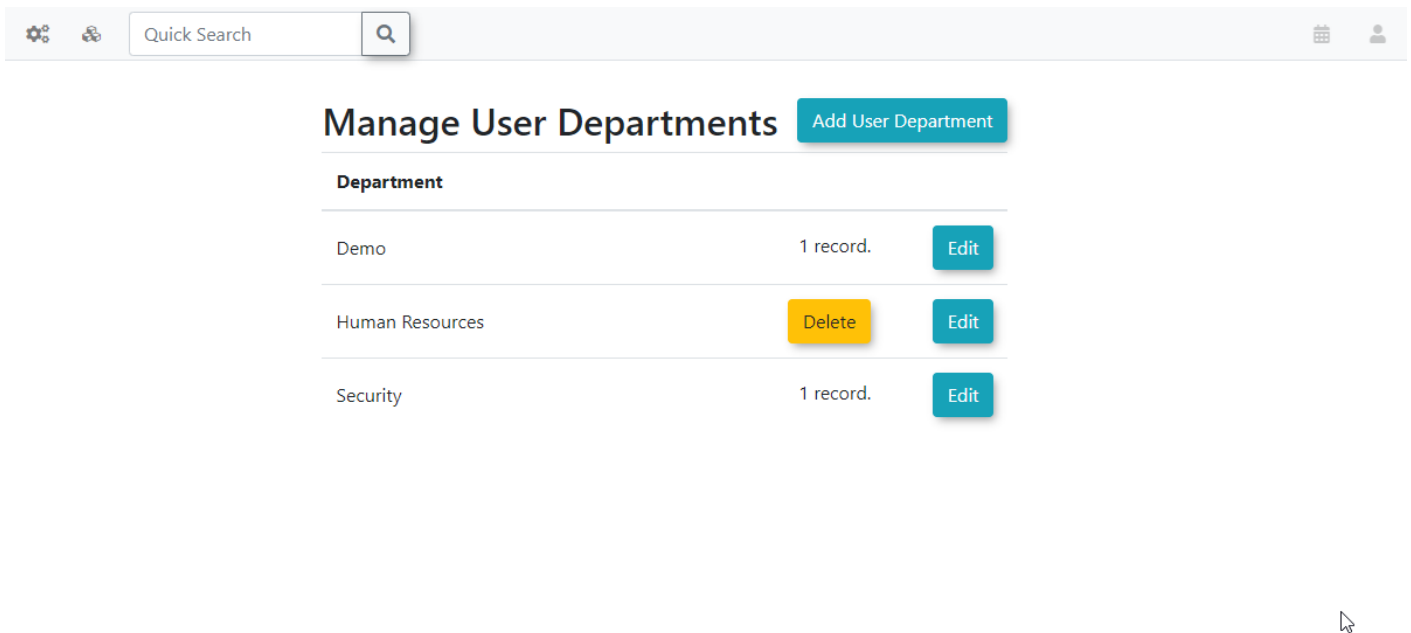 Quick Search
Manage User Departments Add User Department
Department
Demo 1 record. Edit
Human Resources Delete Edit
Security 1 record. Edit